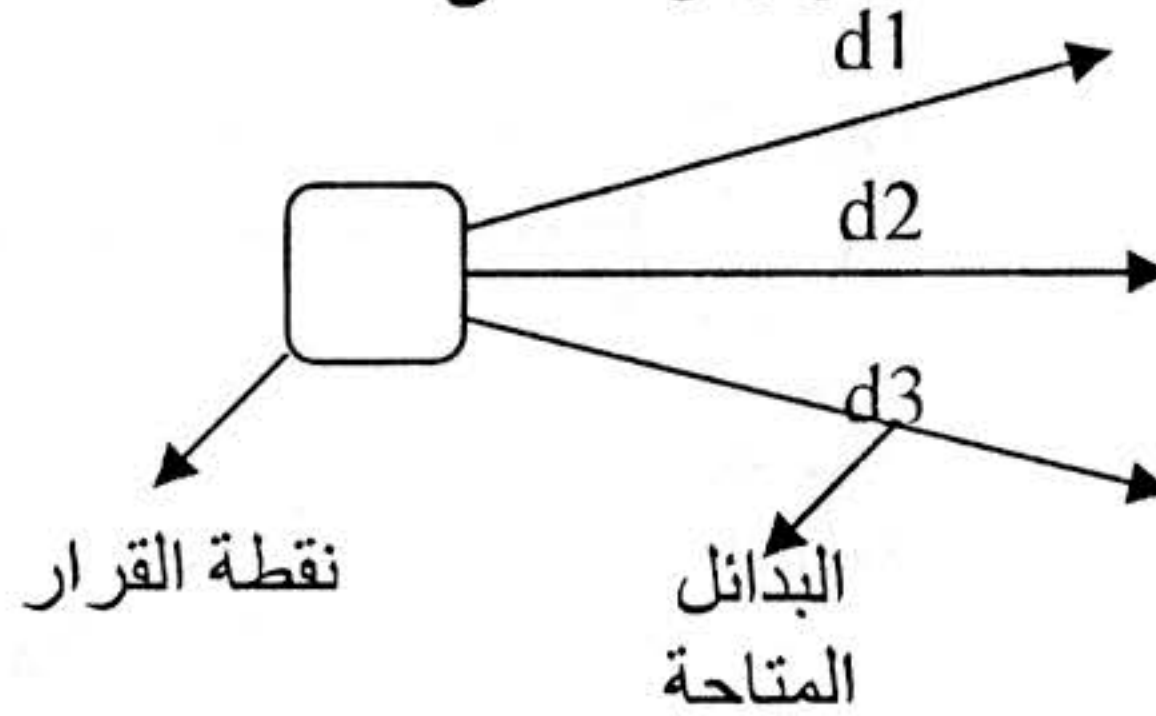 d1
d2
d3
نقطة القرار
البدائل
المتاحة